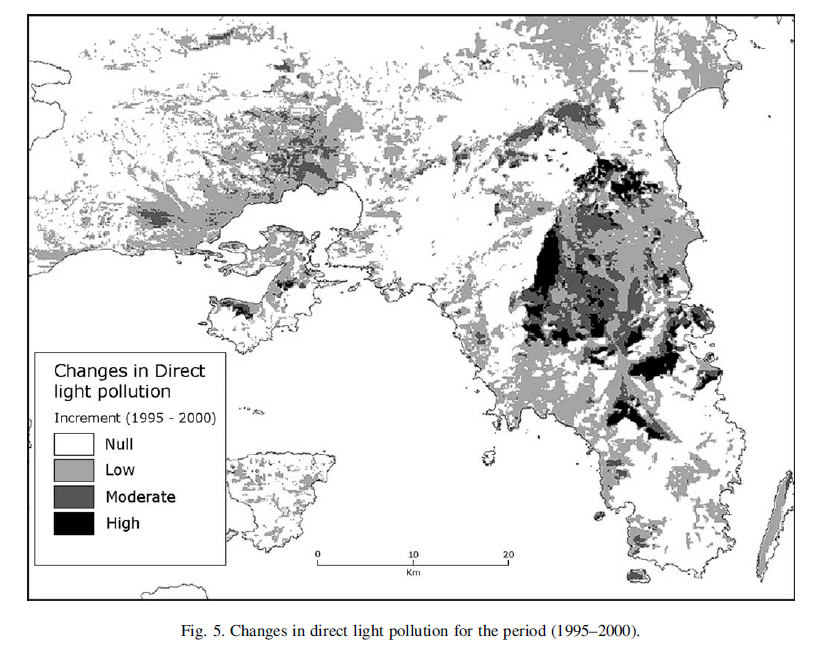 Changes in Direct
light pollution
Increment (1995 - 2000)
Null
Low
Moderate
High
0 10 20
Km
Fig. 5. Changes in direct light pollution for the period (1995–2000).